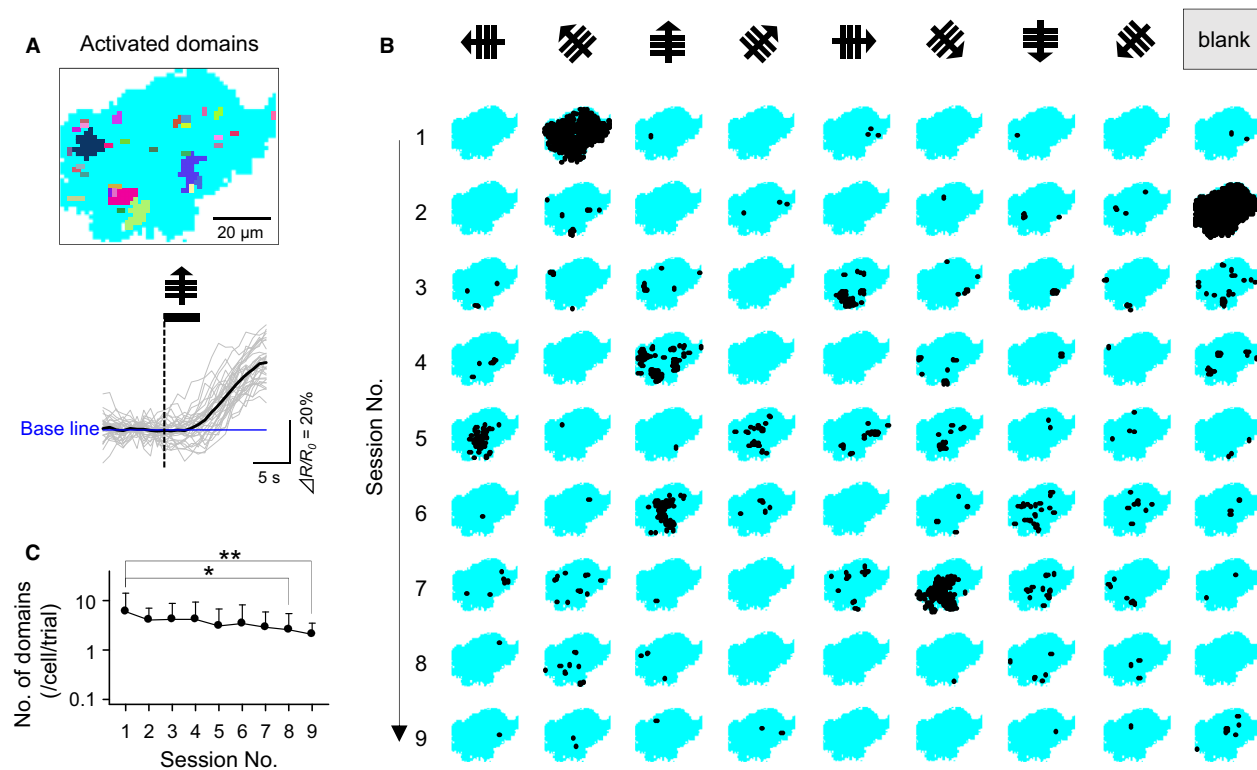 A
Activated domains
20 µm
Base line
5 s
ΔR/R0 = 20%
B
blank
Session No.
1
2
3
4
5
6
7
8
9
C
**
*
No. of domains
(/cell/trial)
10
1
0.1
1 2 3 4 5 6 7 8 9
Session No.